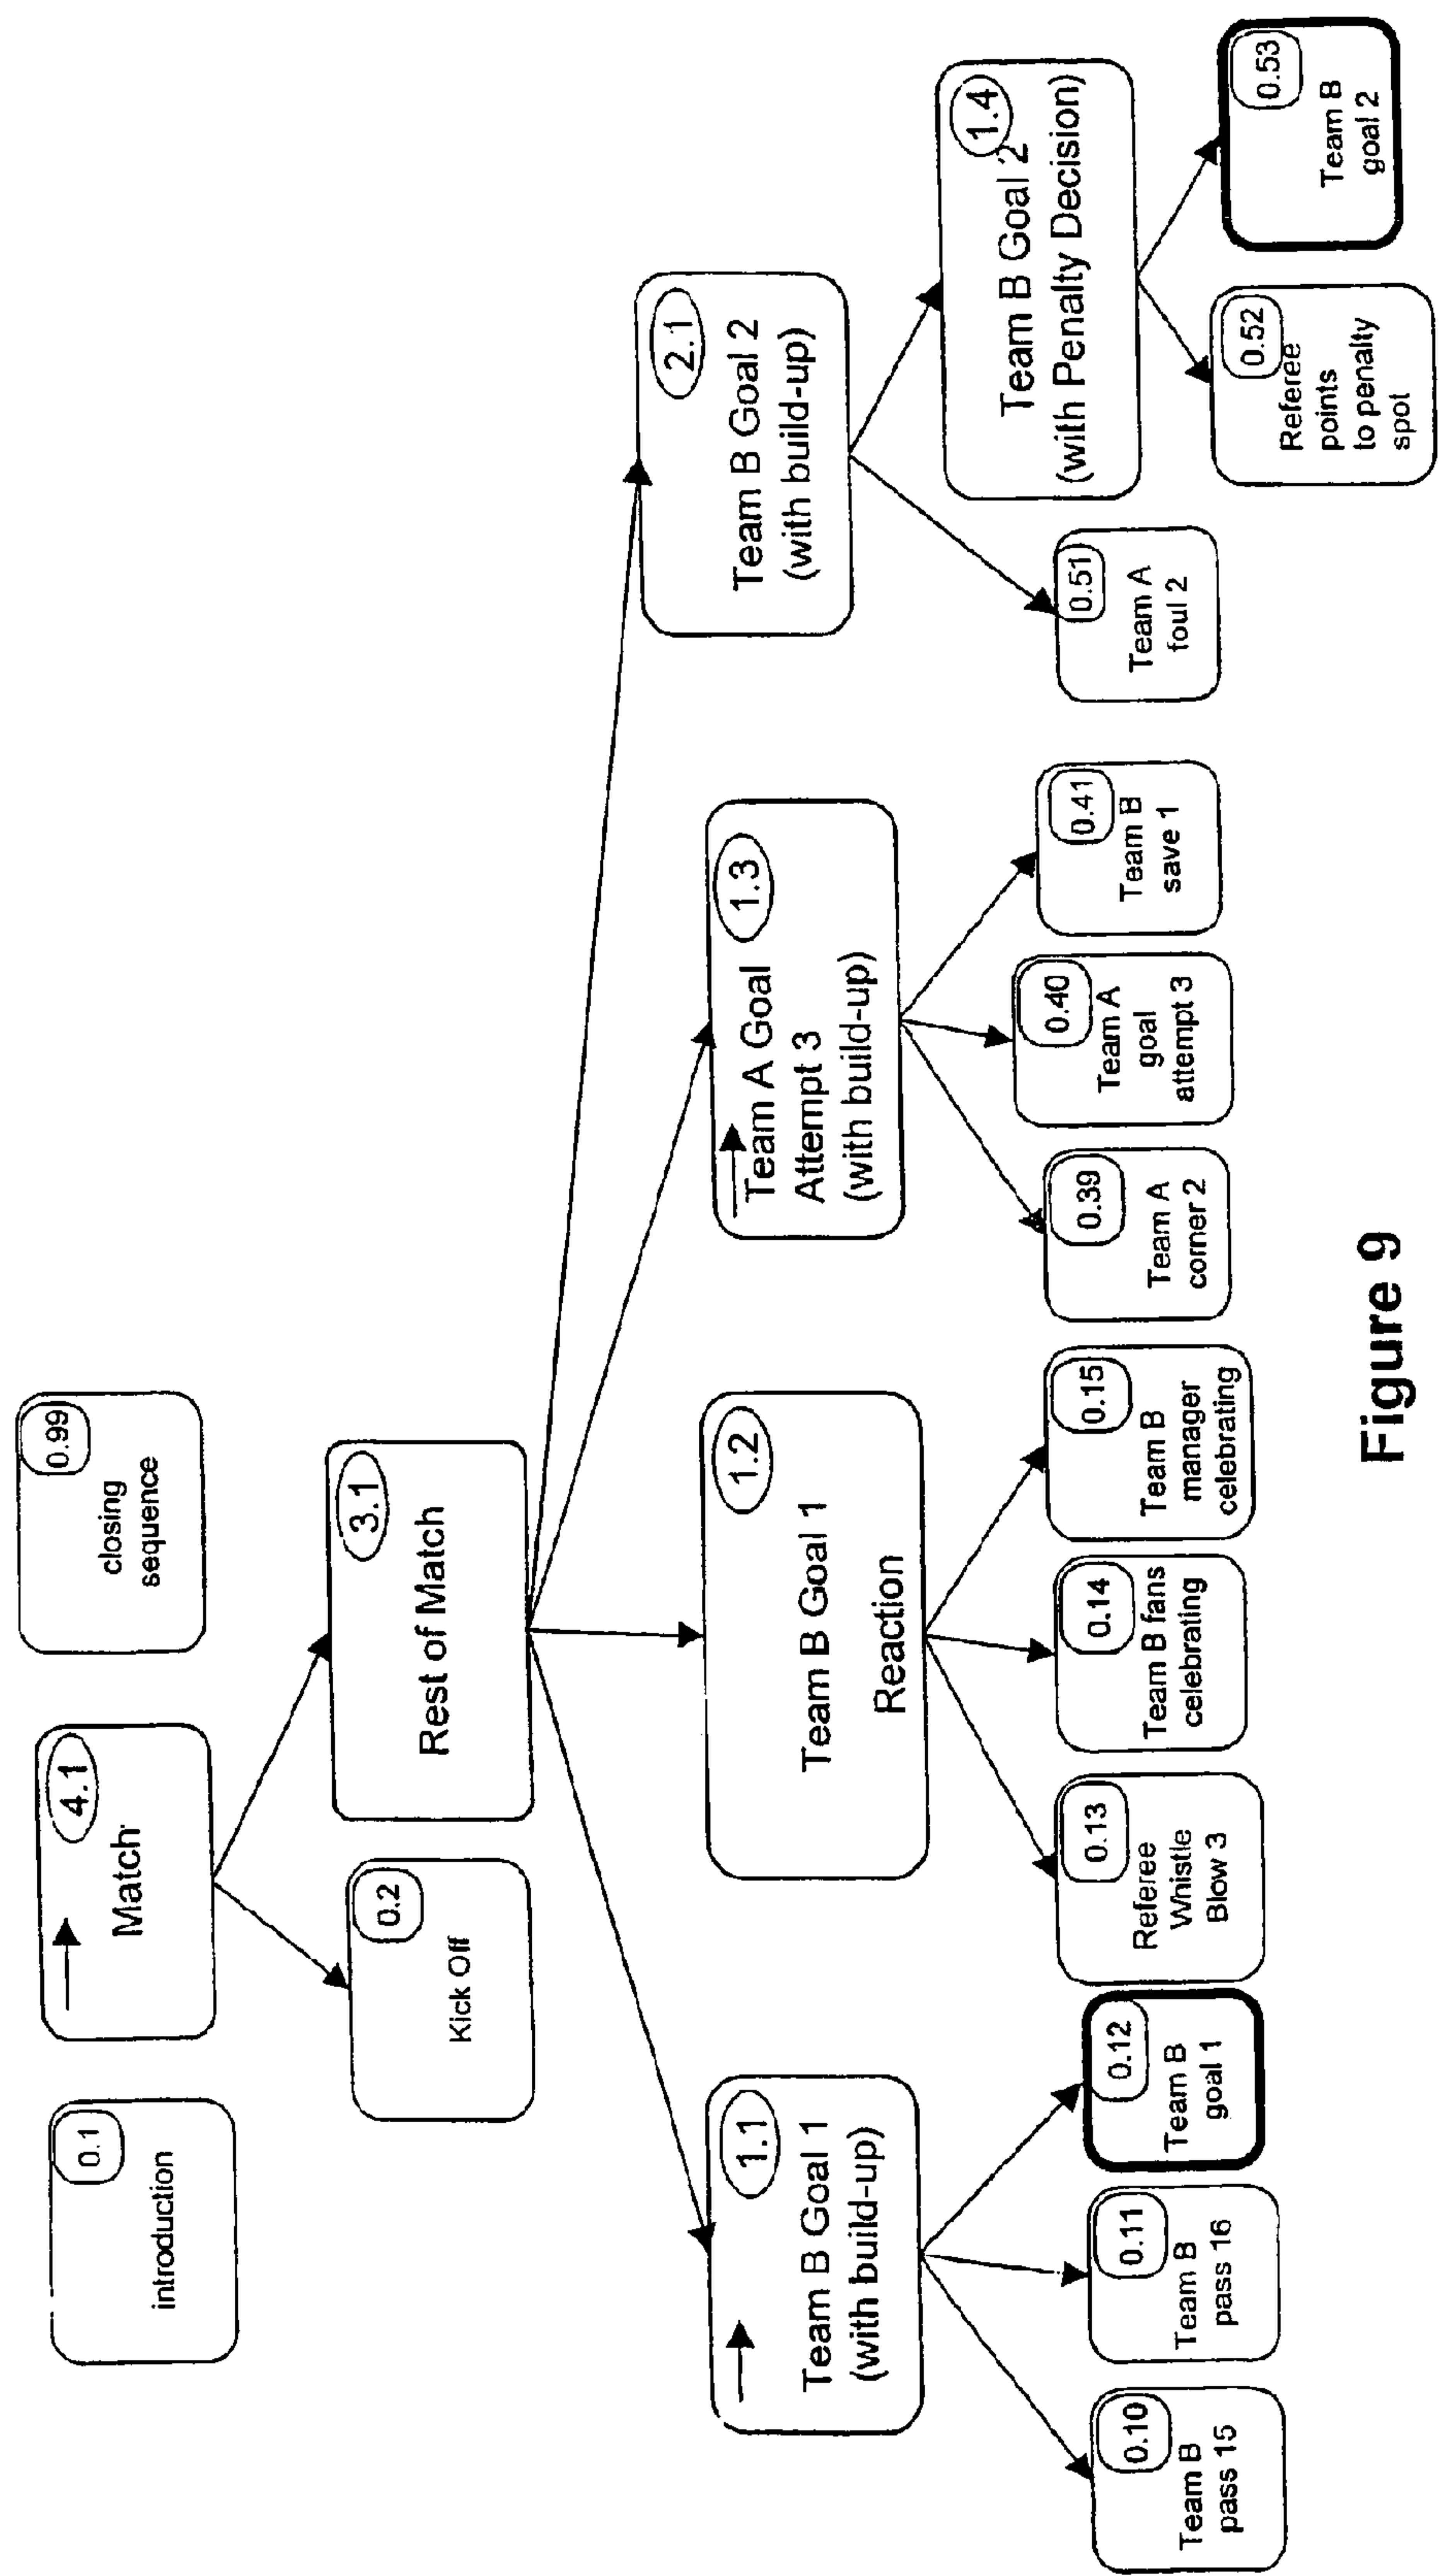 0.1
introduction
4.1
Match
0.99
closing
sequence
0.2
Kick Off
3.1
Rest of Match
1.1
Team B Goal 1
(with build-up)
1.2
Team B Goal 1
Reaction
1.3
Team A Goal
Attempt 3
(with build-up)
2.1
Team B Goal 2
(with build-up)
0.10
Team B
pass 15
0.11
Team B
pass 16
0.12
Team B
goal 1
0.13
Referee
Whistle
Blow 3
0.14
Team B fans
celebrating
0.15
Team B
manager
celebrating
0.39
Team A
corner 2
0.40
Team A
goal
attempt 3
0.41
Team B
save 1
0.51
Team A
foul 2
1.4
Team B Goal 2
(with Penalty Decision)
0.52
Referee
points
to penalty
spot
0.53
Team B
goal 2
Figure 9